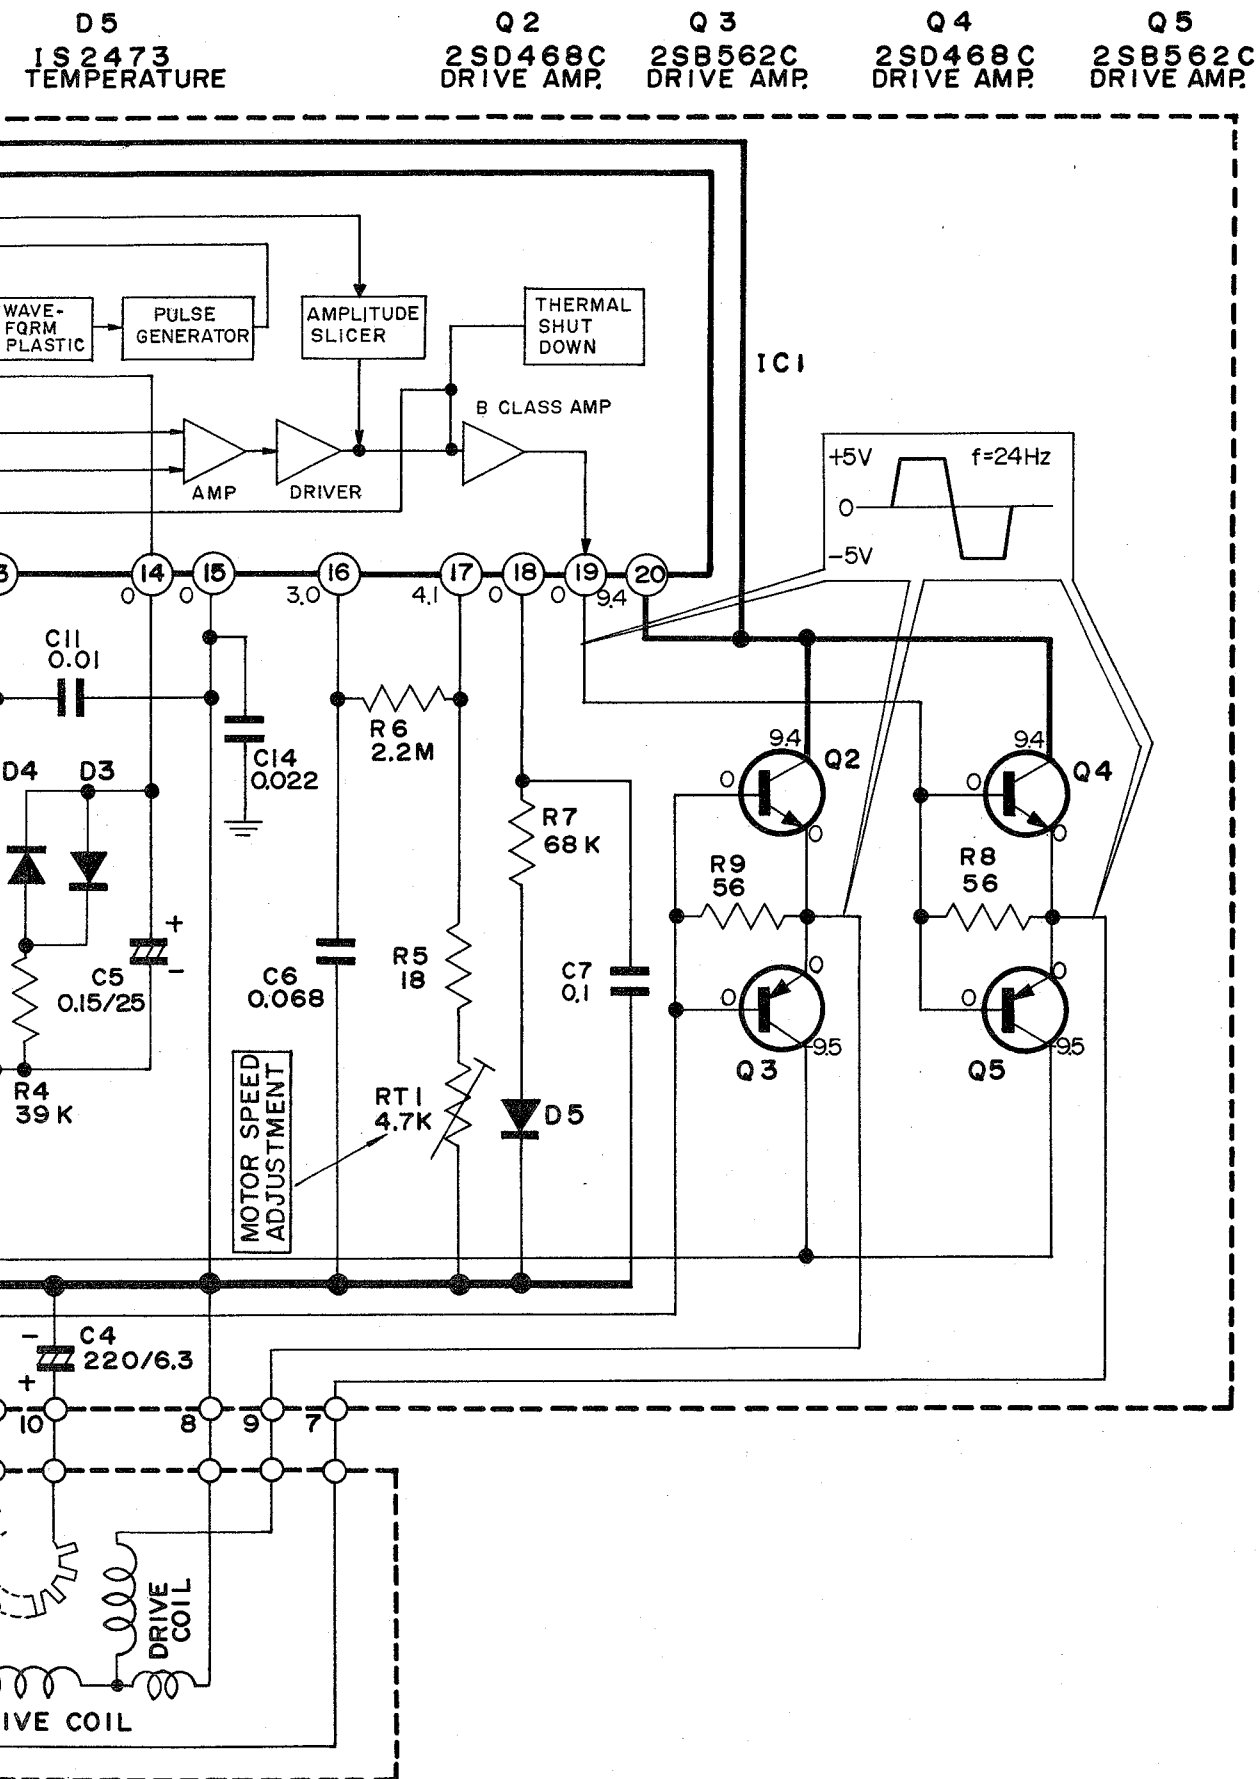 D5
IS2473
TEMPERATURE
Q2
2SD468C
DRIVE AMP.
Q3
2SB562C
DRIVE AMP.
Q4
2SD468C
DRIVE AMP.
Q5
2SB562C
DRIVE AMP.
WAVE-
FORM
PLASTIC
PULSE
GENERATOR
AMPLITUDE
SLICER
THERMAL
SHUT
DOWN
IC1
B CLASS AMP
AMP
DRIVER
+5V
f=24Hz
0
-5V
3
14
15
16
17
18
19
20
0
0
3.0
4.1
0
0
9.4
C11
0.01
R6
2.2M
C14
0.022
D4
D3
R7
68K
9.4
Q2
0
0
9.4
Q4
0
0
R9
56
R8
56
+
-
C5
0.15/25
C6
0.068
R5
18
C7
0.1
0
0
-9.5
Q3
0
0
-9.5
Q5
R4
39K
MOTOR SPEED
ADJUSTMENT
RT1
4.7K
D5
-
C4
220/6.3
+
10
8
9
7
DRIVE
COIL
IVE COIL